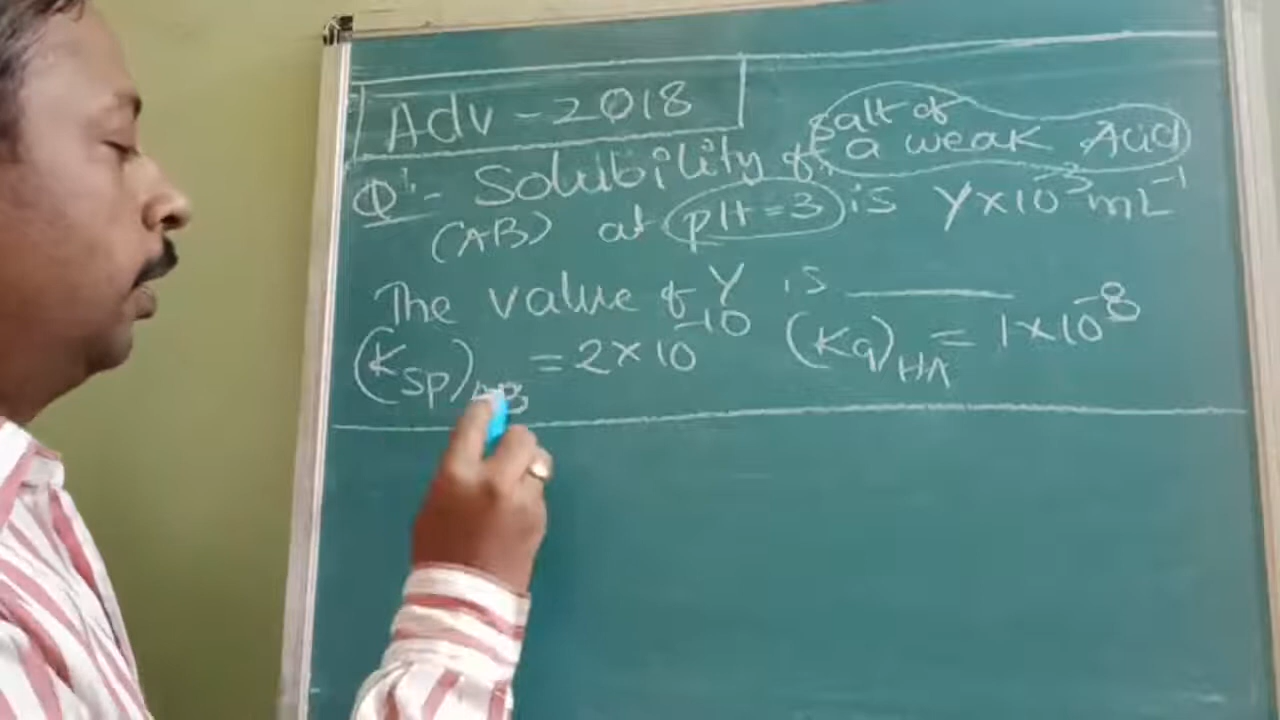 Adv - 2018
Q:- Solubility of salt of a weak Acid
(AB) at pH = 3 is Y×10⁻³ mL⁻¹
The value of Y is ______
(Ksp)AB = 2×10⁻¹⁰ (Ka)HA = 1×10⁻⁸